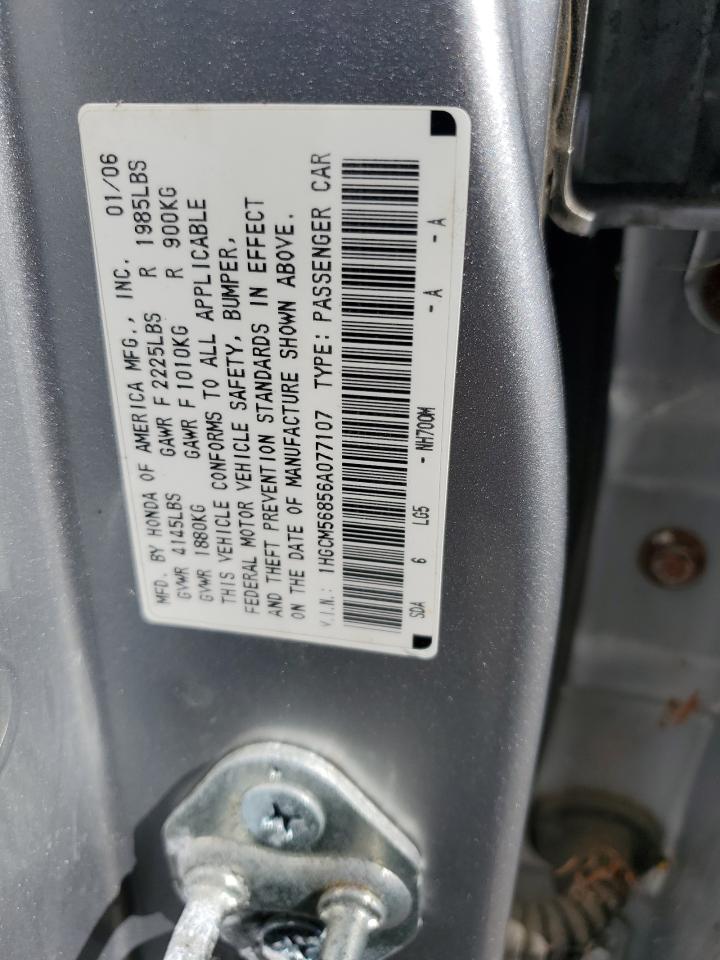 MFD. BY HONDA OF AMERICA MFG., INC. 01/06
GVWR 4145LBS GAWR F 2225LBS R 1985LBS
GVWR 1880KG GAWR F 1010KG R 900KG
THIS VEHICLE CONFORMS TO ALL APPLICABLE
FEDERAL MOTOR VEHICLE SAFETY, BUMPER,
AND THEFT PREVENTION STANDARDS IN EFFECT
ON THE DATE OF MANUFACTURE SHOWN ABOVE.
V.I.N.: 1HGCM56856A077107 TYPE: PASSENGER CAR
SDA 6 LG5 - NH700M - A - A